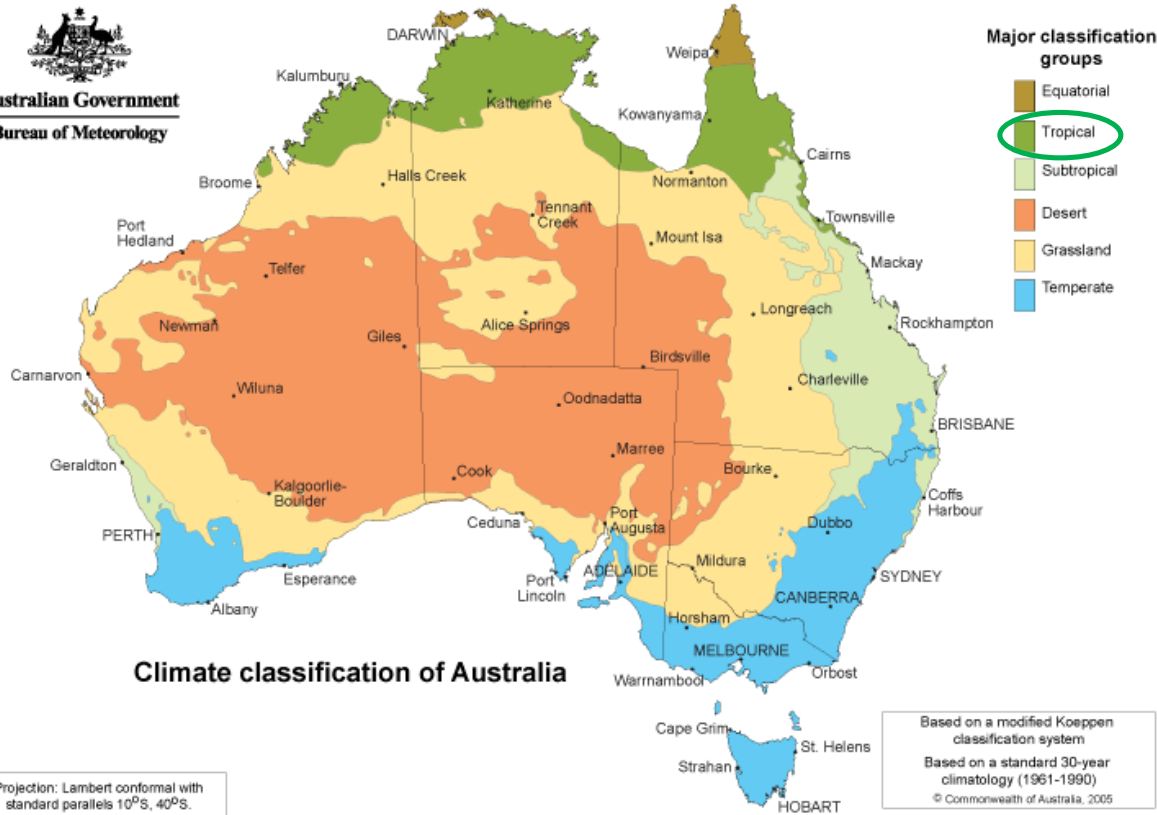 ustralian Government
Bureau of Meteorology
Major classification
groups
Equatorial
Tropical
Subtropical
Desert
Grassland
Temperate
DARWIN
Weipa
Kalumburu
Katherine
Kowanyama
Cairns
Broome
Halls Creek
Normanton
Tennant
Creek
Townsville
Port
Hedland
Mount Isa
Mackay
Telfer
Longreach
Newman
Alice Springs
Rockhampton
Giles
Birdsville
Carnarvon
Wiluna
Charleville
Oodnadatta
BRISBANE
Marree
Geraldton
Cook
Bourke
Kalgoorlie-
Boulder
Coffs
Harbour
Ceduna
Port
Augusta
Dubbo
PERTH
Mildura
Esperance
ADELAIDE
SYDNEY
Port
Lincoln
CANBERRA
Albany
Horsham
MELBOURNE
Climate classification of Australia
Warrnambool
Orbost
Cape Grim
St. Helens
Strahan
HOBART
Based on a modified Koeppen
classification system
Based on a standard 30-year
climatology (1961-1990)
© Commonwealth of Australia, 2005
Projection: Lambert conformal with
standard parallels 10°S, 40°S.